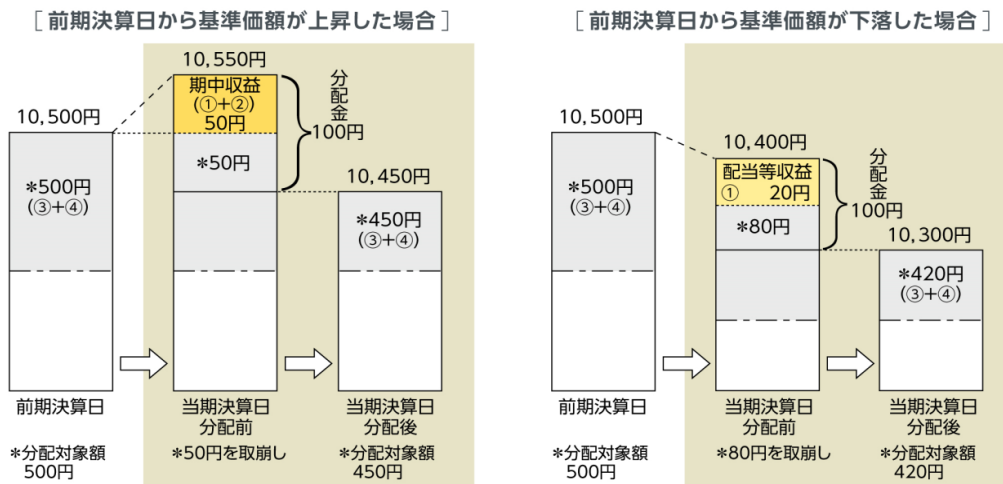 [前期決算日から基準価額が上昇した場合]
10,550円
期中収益
(①+②)
50円
分配金
100円
10,500円
*50円
10,450円
*500円
(③+④)
*450円
(③+④)
前期決算日
当期決算日
分配前
当期決算日
分配後
*分配対象額
500円
*50円を取崩し
*分配対象額
450円
[前期決算日から基準価額が下落した場合]
10,500円
10,400円
配当等収益
① 20円
分配金
100円
*500円
(③+④)
*80円
10,300円
*420円
(③+④)
前期決算日
当期決算日
分配前
当期決算日
分配後
*分配対象額
500円
*80円を取崩し
*分配対象額
420円